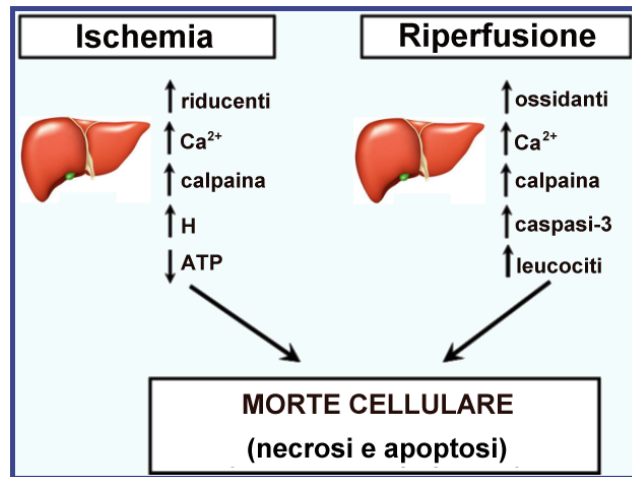 Ischemia
riducenti
Ca²⁺
calpaina
H
ATP
Riperfusione
ossidanti
Ca²⁺
calpaina
caspasi-3
leucociti
MORTE CELLULARE
(necrosi e apoptosi)